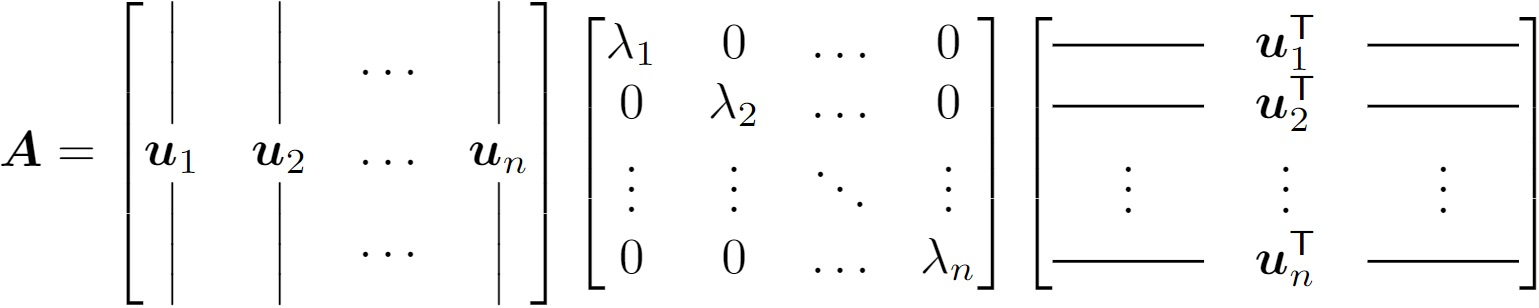 𝑨 = [ | | … | ; 𝒖₁ 𝒖₂ … 𝒖ₙ ; | | … | ] [ λ₁ 0 … 0 ; 0 λ₂ … 0 ; ⋮ ⋮ ⋱ ⋮ ; 0 0 … λₙ ] [ — 𝒖₁ᵀ — ; — 𝒖₂ᵀ — ; ⋮ ⋮ ⋮ ; — 𝒖ₙᵀ — ]